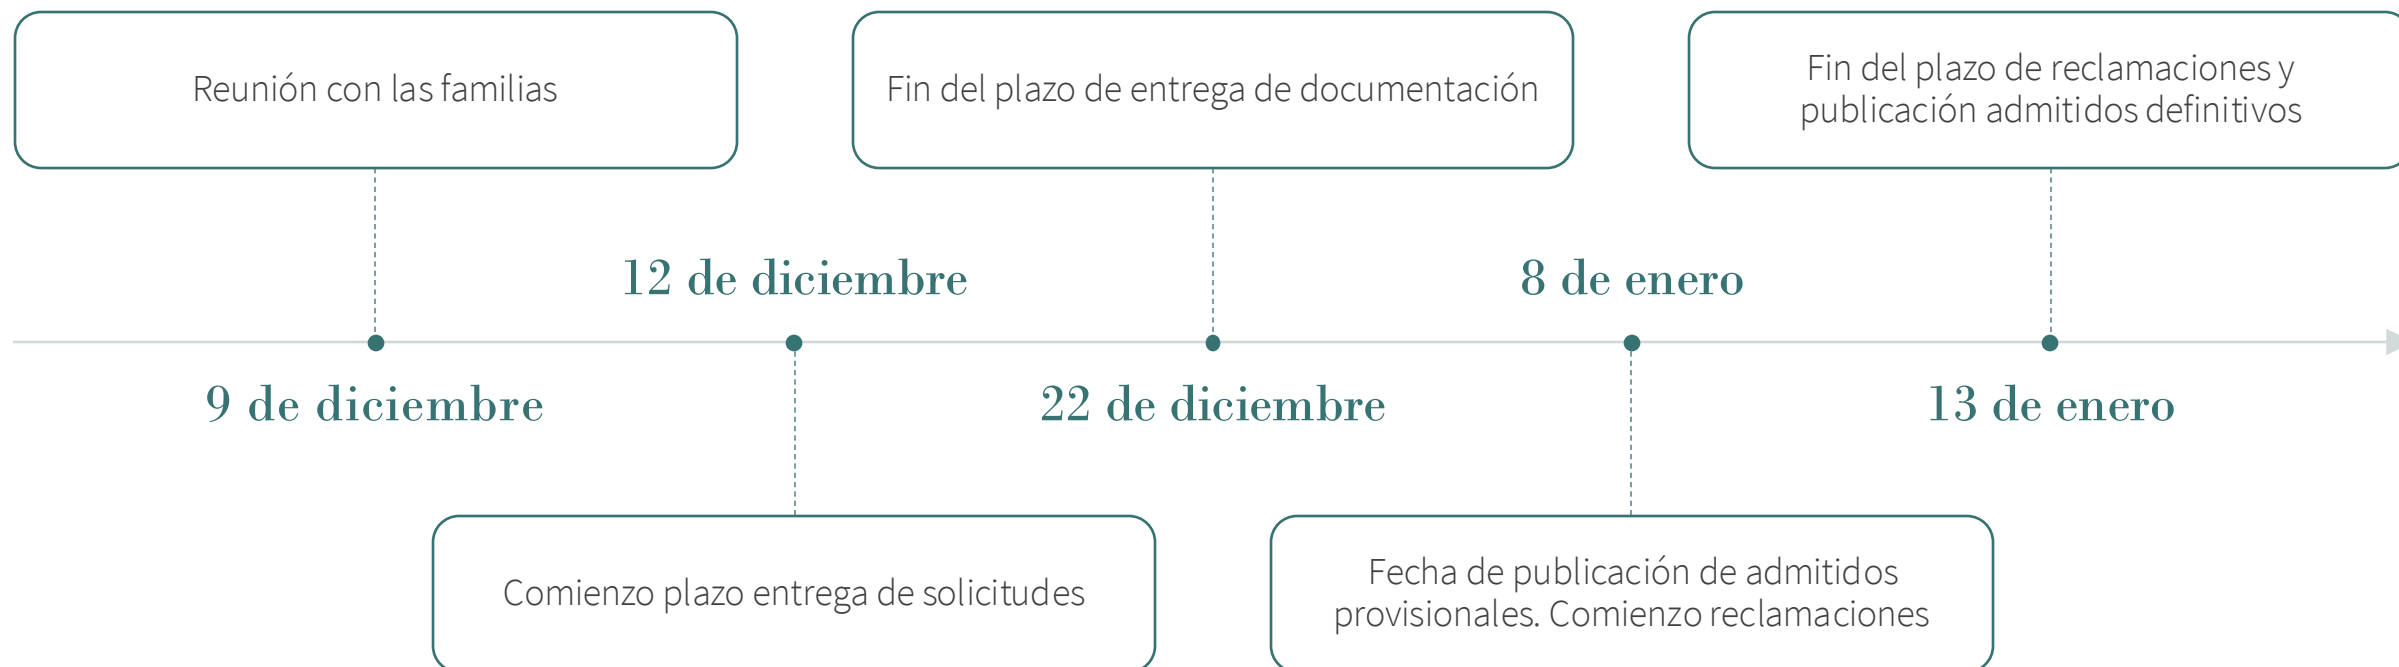 Reunión con las familias
Fin del plazo de entrega de documentación
Fin del plazo de reclamaciones y
publicación admitidos definitivos
12 de diciembre
8 de enero
9 de diciembre
22 de diciembre
13 de enero
Comienzo plazo entrega de solicitudes
Fecha de publicación de admitidos
provisionales. Comienzo reclamaciones